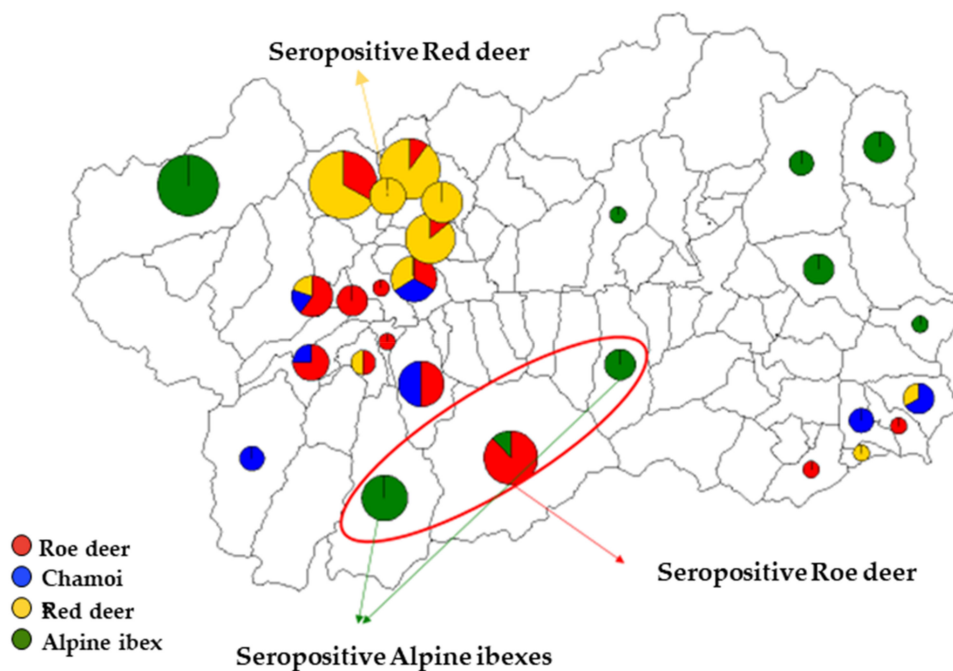 Seropositive Red deer
Roe deer
Chamoi
Red deer
Alpine ibex
Seropositive Roe deer
Seropositive Alpine ibexes